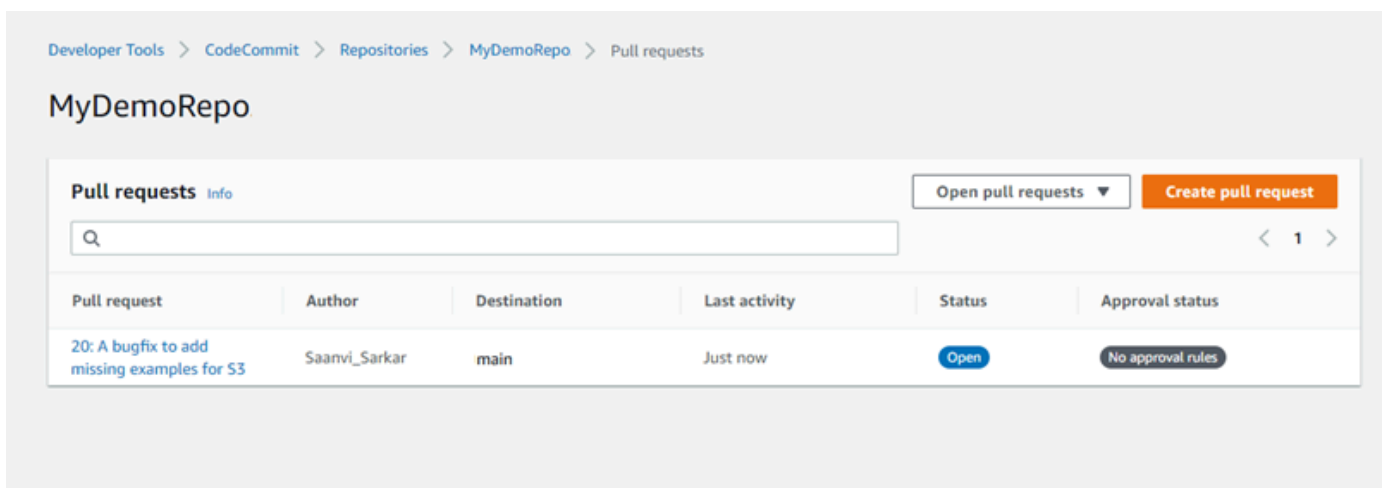 Developer Tools > CodeCommit > Repositories > MyDemoRepo > Pull requests
MyDemoRepo
Pull requests Info
Open pull requests ▼
Create pull request
< 1 >
Pull request Author Destination Last activity Status Approval status
20: A bugfix to add
missing examples for S3
Saanvi_Sarkar main Just now Open No approval rules